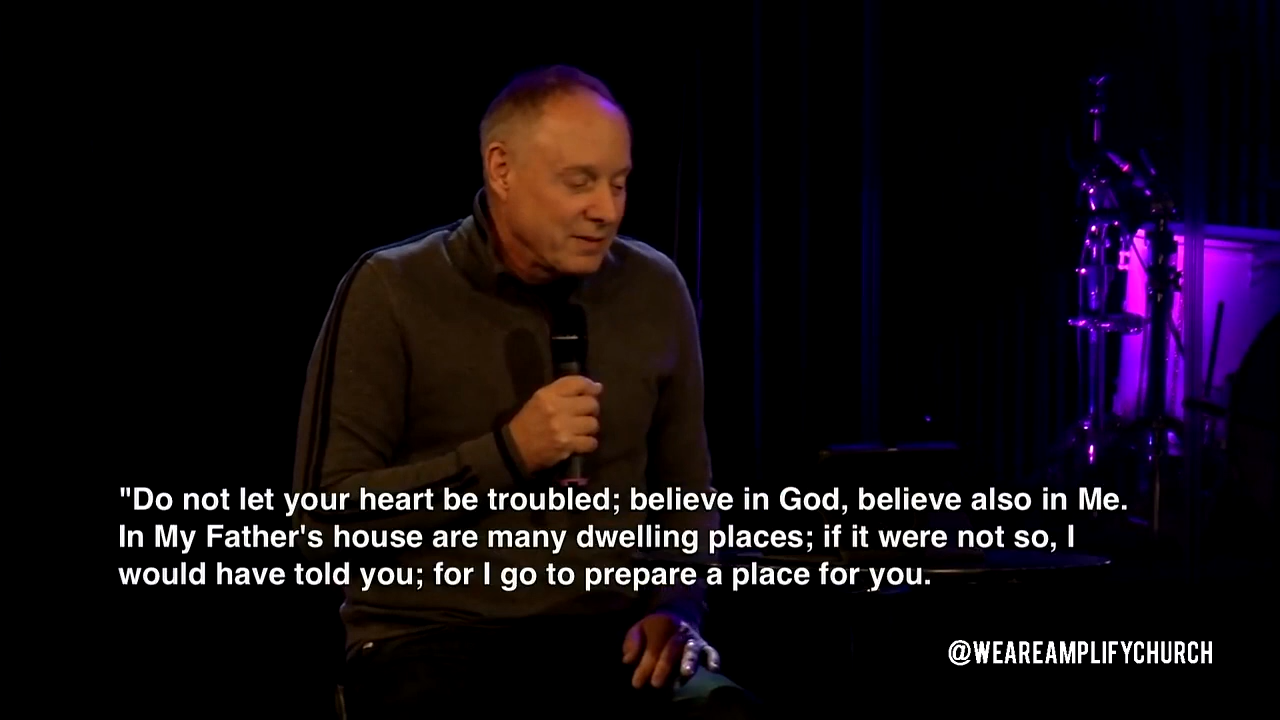 "Do not let your heart be troubled; believe in God, believe also in Me.
In My Father's house are many dwelling places; if it were not so, I
would have told you; for I go to prepare a place for you.
@WEAREAMPLIFYCHURCH